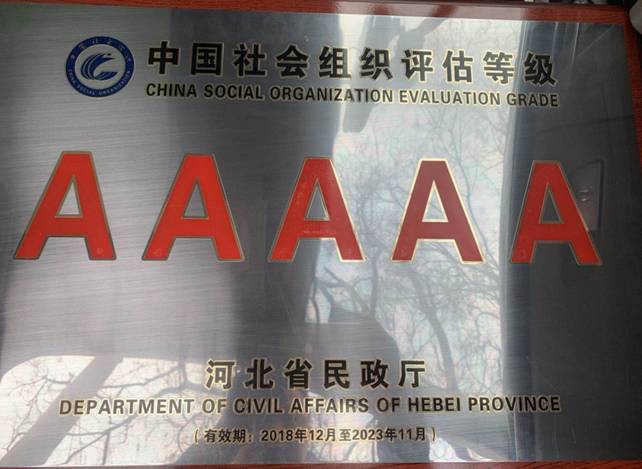 中国社会组织评估等级
CHINA SOCIAL ORGANIZATION EVALUATION GRADE
AAAAA
河北省民政厅
DEPARTMENT OF CIVIL AFFAIRS OF HEBEI PROVINCE
（有效期：2018年12月至2023年11月）